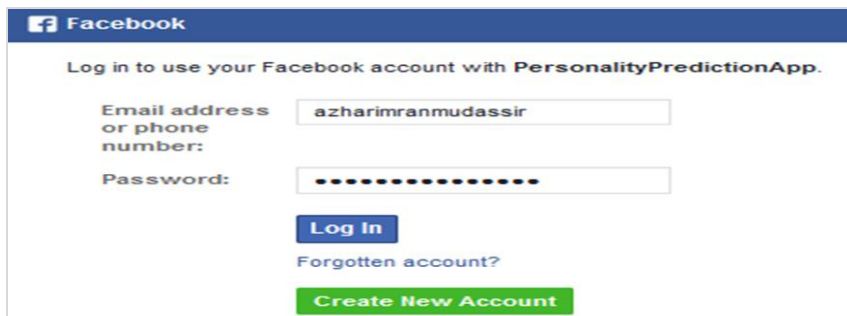 Facebook
Log in to use your Facebook account with PersonalityPredictionApp.
Email address
or phone
number:
azharimranmudassir
Password:
•••••••••••••••
Log In
Forgotten account?
Create New Account